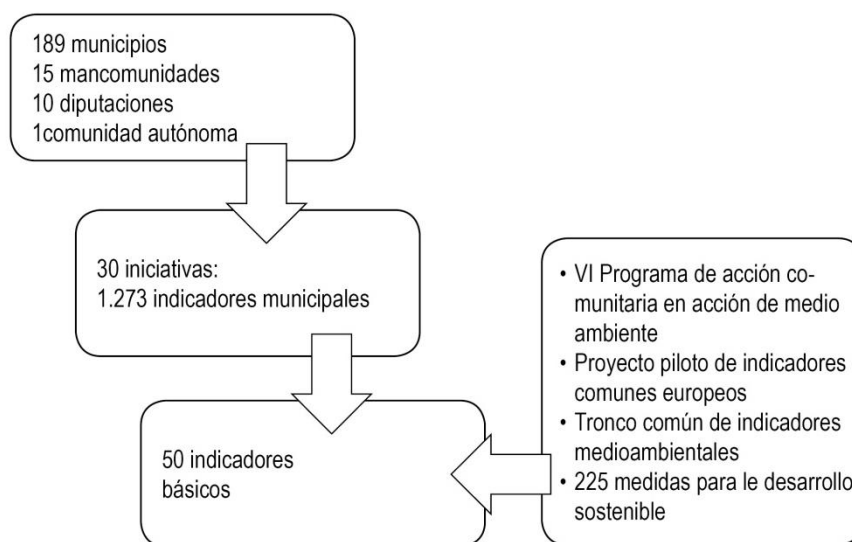 189 municipios
15 mancomunidades
10 diputaciones
1comunidad autónoma
30 iniciativas:
1.273 indicadores municipales
50 indicadores
básicos
• VI Programa de acción co-
munitaria en acción de medio
ambiente
• Proyecto piloto de indicadores
comunes europeos
• Tronco común de indicadores
medioambientales
• 225 medidas para le desarrollo
sostenible